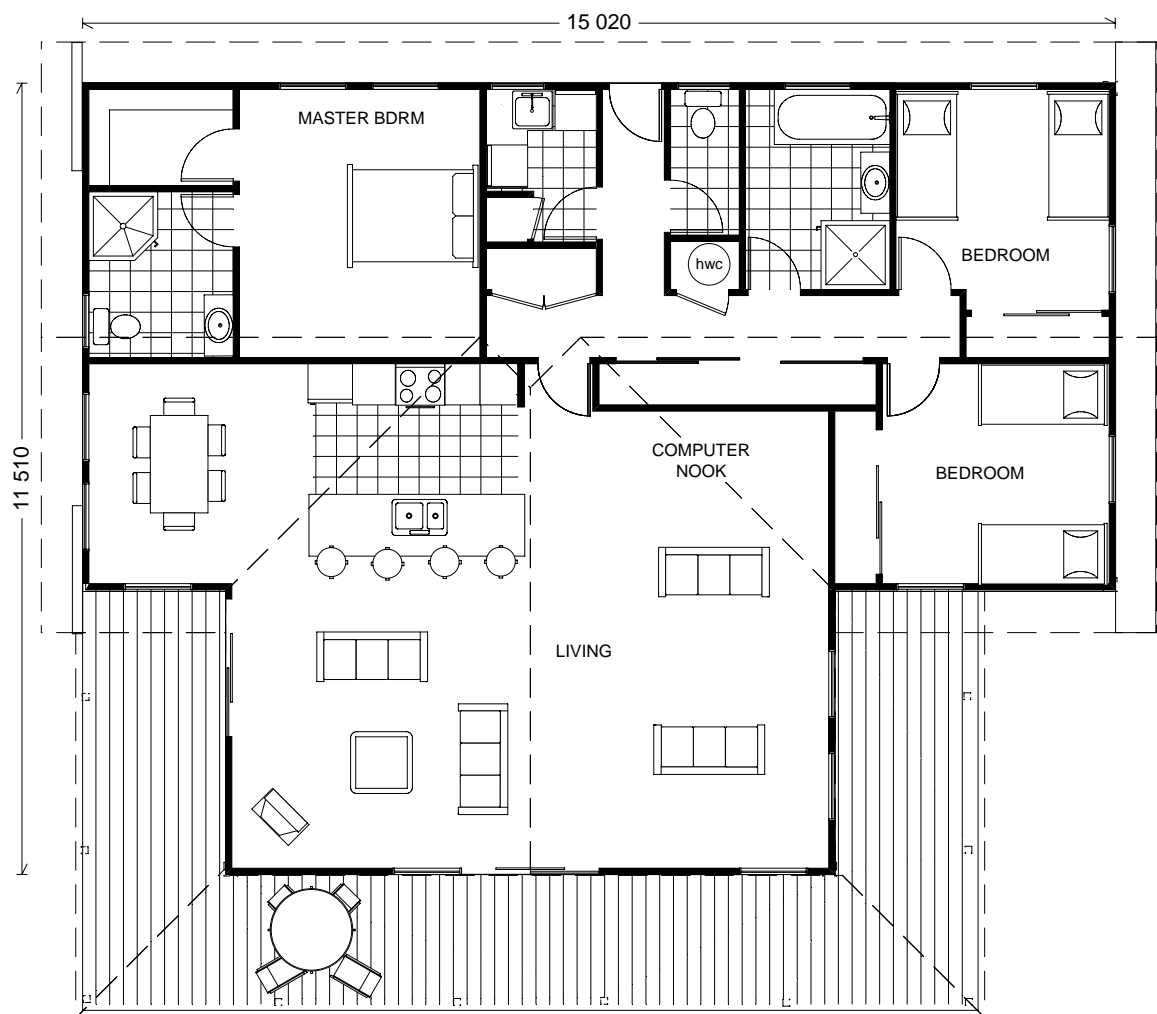 15 020
MASTER BDRM
hwc
BEDROOM
COMPUTER
NOOK
BEDROOM
11 510
LIVING